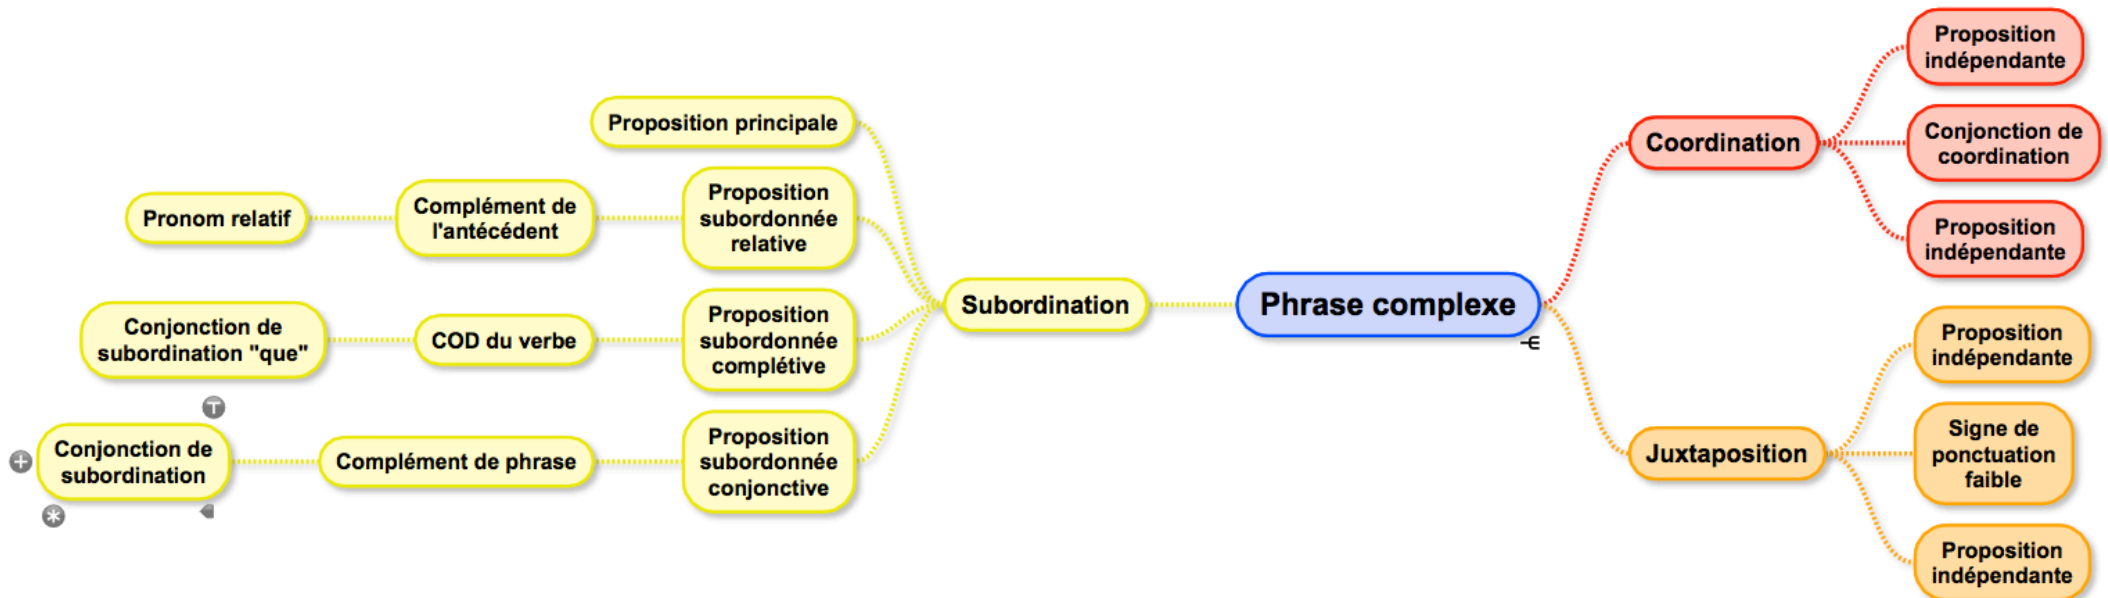 Phrase complexe
Subordination
Proposition principale
Proposition
subordonnée
relative
Complément de
l'antécédent
Pronom relatif
Proposition
subordonnée
complétive
COD du verbe
Conjonction de
subordination "que"
Proposition
subordonnée
conjonctive
Complément de phrase
Conjonction de
subordination
Coordination
Proposition
indépendante
Conjonction de
coordination
Proposition
indépendante
Juxtaposition
Proposition
indépendante
Signe de
ponctuation
faible
Proposition
indépendante